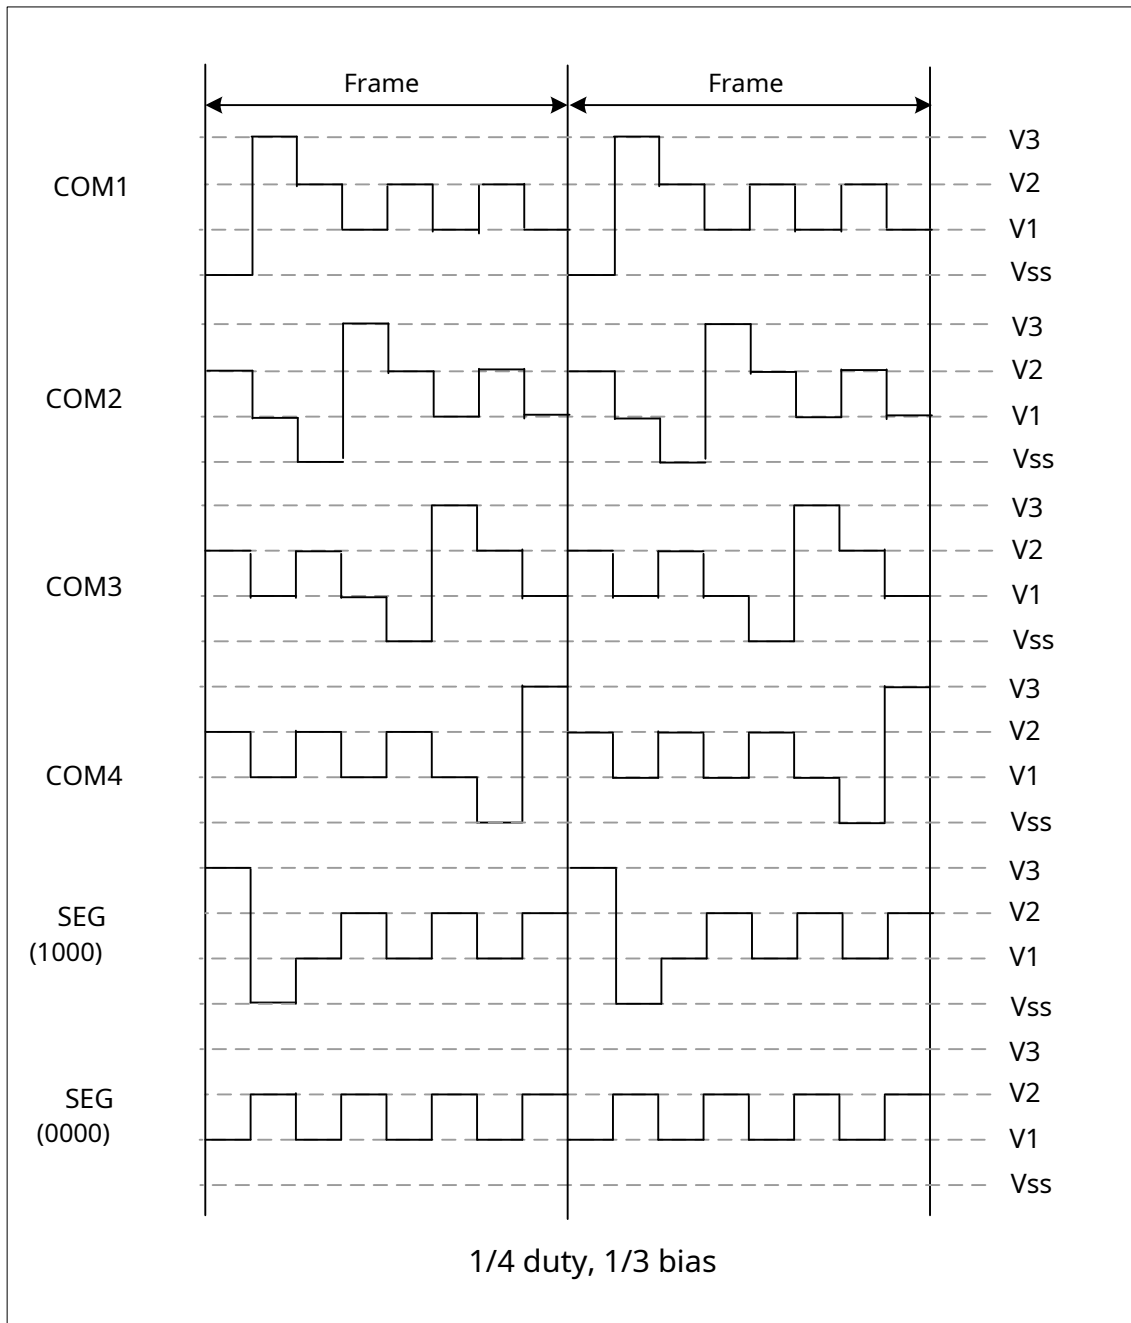 Frame Frame
V3
COM1 V2
V1
Vss
V3
V2
COM2
V1
Vss
V3
V2
COM3
V1
Vss
V3
V2
COM4 V1
Vss
V3
SEG V2
(1000) V1
Vss
V3
SEG V2
(0000) V1
Vss
1/4 duty, 1/3 bias